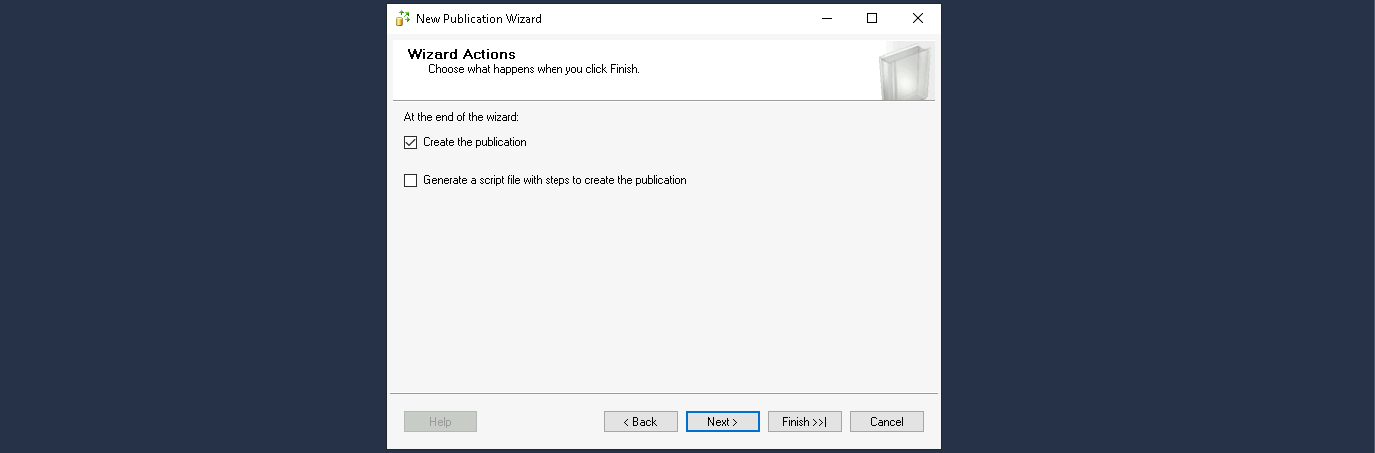 New Publication Wizard
Wizard Actions
Choose what happens when you click Finish.
At the end of the wizard:
Create the publication
Generate a script file with steps to create the publication
Help
< Back
Next >
Finish >>|
Cancel